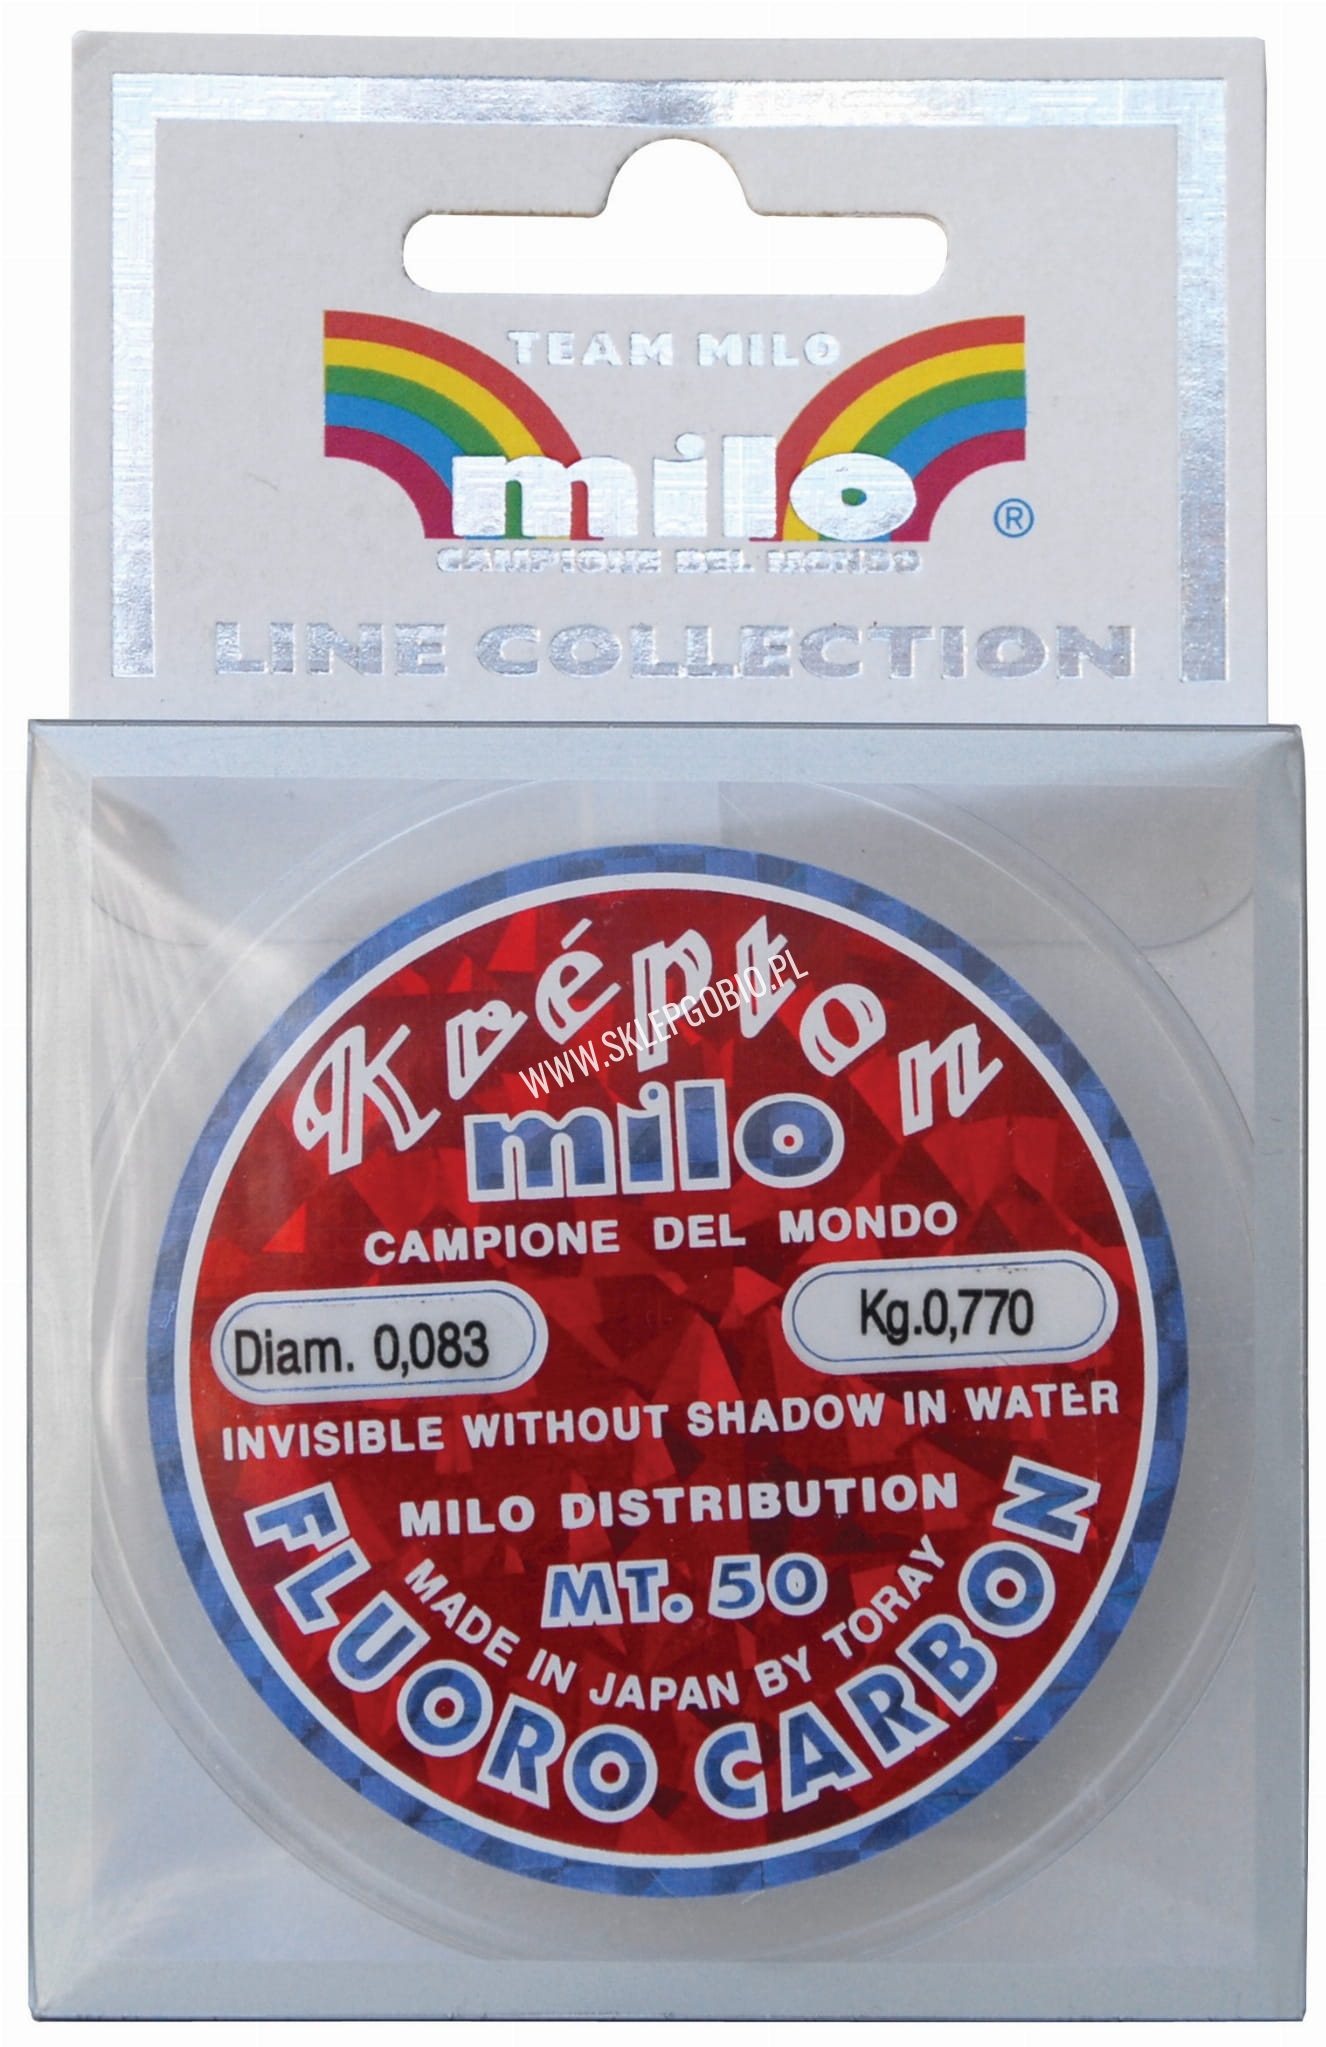 TEAM MILO
milo
®
CAMPIONE DEL MONDO
LINE COLLECTION
Krépton
WWW.SKLEPGOBIO.PL
milo
CAMPIONE DEL MONDO
Diam. 0,083
Kg.0,770
INVISIBLE WITHOUT SHADOW IN WATER
MILO DISTRIBUTION
MT. 50
MADE IN JAPAN BY TORAY
FLUORO CARBON